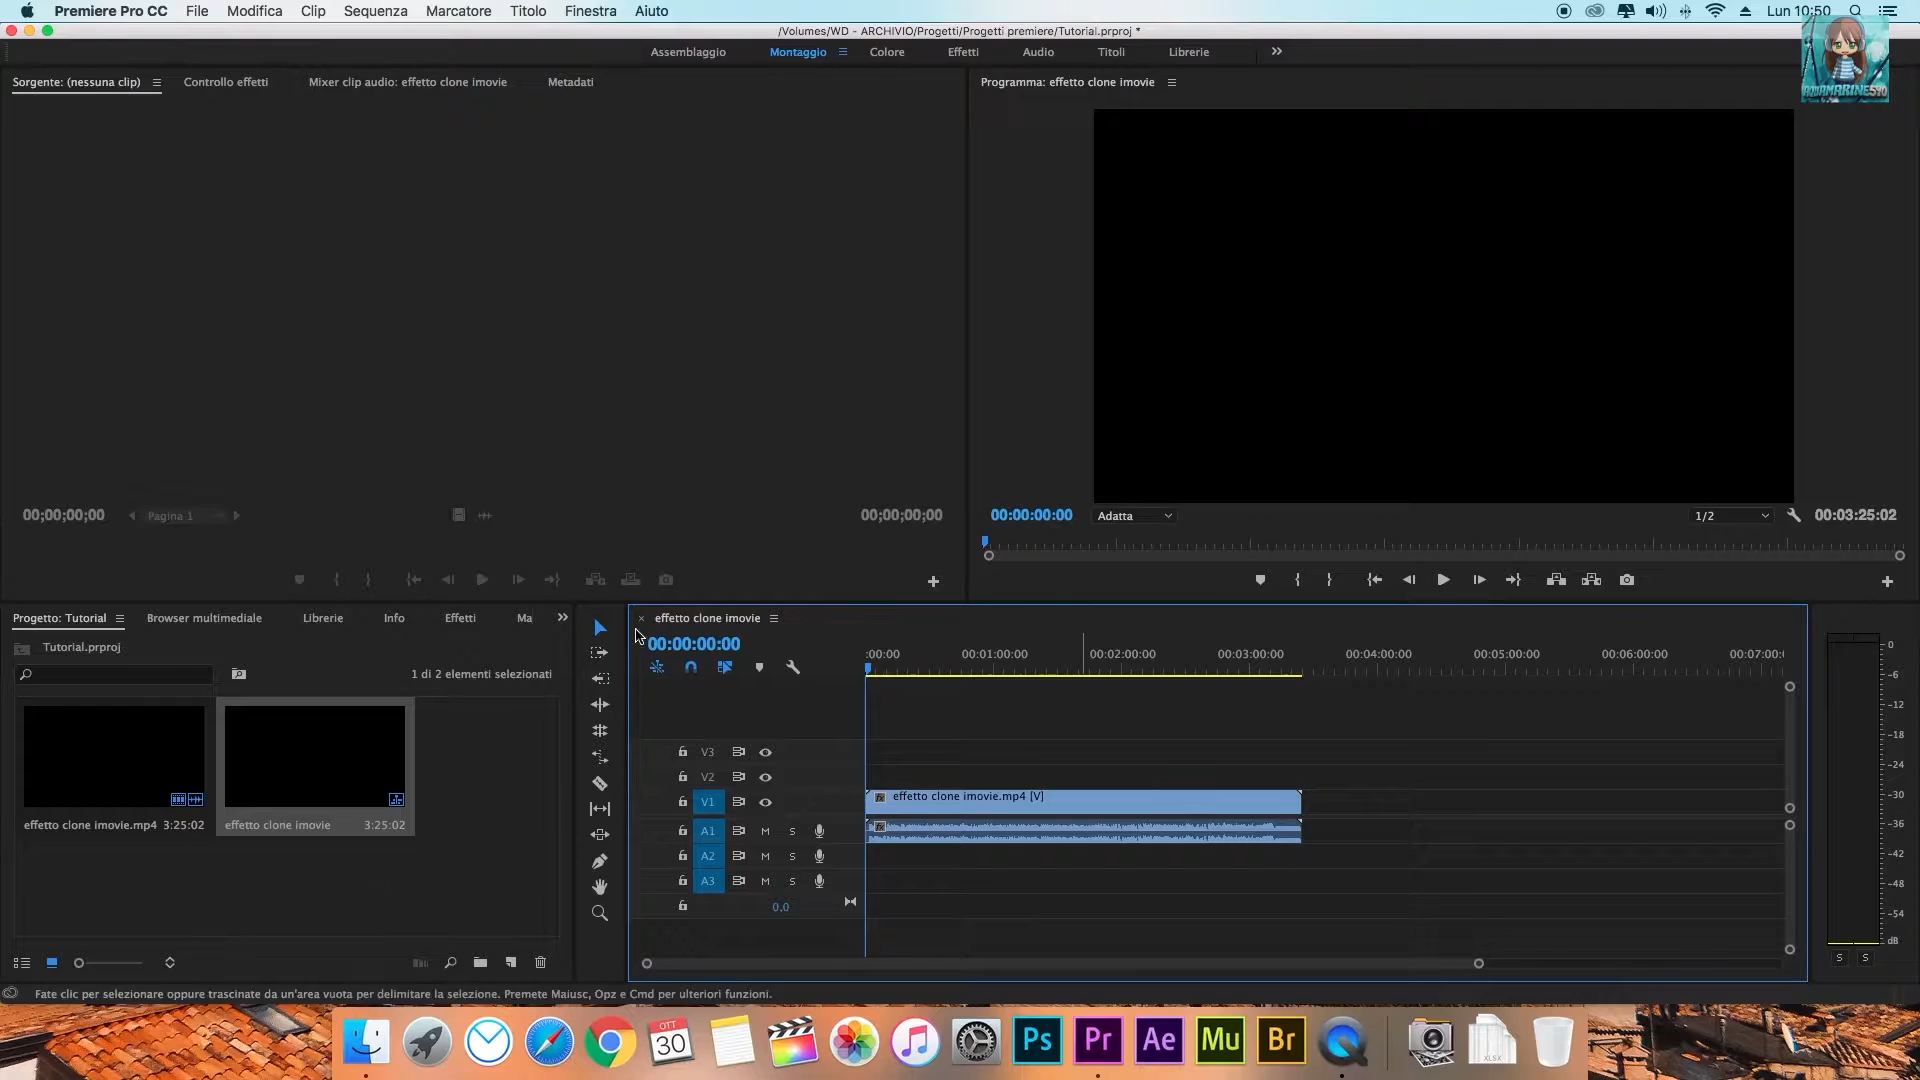 Premiere Pro CC File Modifica Clip Sequenza Marcatore Titolo Finestra Aiuto Lun 10:50
/Volumes/WD - ARCHIVIO/Progetti/Progetti premiere/Tutorial.prproj *
Assemblaggio Montaggio Colore Effetti Audio Titoli Librerie
AQUAMARINE590
Sorgente: (nessuna clip) Controllo effetti Mixer clip audio: effetto clone imovie Metadati
Programma: effetto clone imovie
00;00;00;00 Pagina 1 00;00;00;00
00:00:00:00 Adatta 1/2 00:03:25:02
Progetto: Tutorial Browser multimediale Librerie Info Effetti Ma
Tutorial.prproj
1 di 2 elementi selezionati
effetto clone imovie.mp4 3:25:02
effetto clone imovie 3:25:02
effetto clone imovie
00:00:00:00
:00:00 00:01:00:00 00:02:00:00 00:03:00:00 00:04:00:00 00:05:00:00 00:06:00:00 00:07:00:
V3
V2
V1 effetto clone imovie.mp4 [V]
fx
A1 M S
fx
A2 M S
A3 M S
0,0
0
-6
-12
-18
-24
-30
-36
-42
-48
-54
dB
S S
Fate clic per selezionare oppure trascinate da un'area vuota per delimitare la selezione. Premete Maiusc, Opz e Cmd per ulteriori funzioni.
OTT
30
Ps Pr Ae Mu Br
XLSX